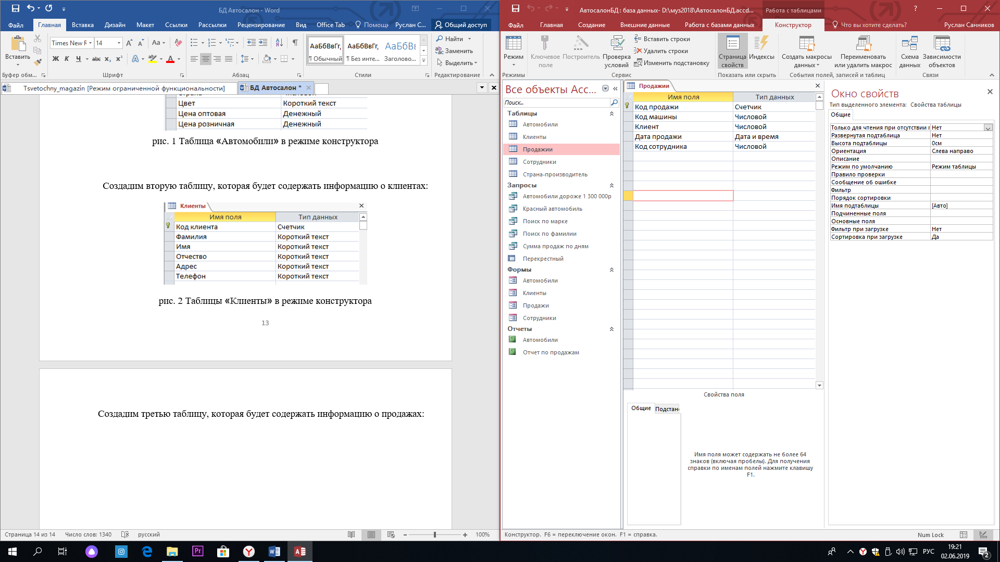 БД Автосалон - Word
Файл Главная Вставка Дизайн Макет Ссылки Рассылки Рецензирование Вид Office Tab Помощь Руслан С... Общий доступ
Вставить
Times New R 14
Aa
Ж К Ч abc x₂ x²
АаБбВвГг, АаБбВвГг, АаБбВв
¶ Обычный ¶ Без инте... Заголово...
Найти
Заменить
Выделить
Буфер обм... Шрифт Абзац Стили Редактирование
Tsvetochny_magazin [Режим ограниченной функциональности]
БД Автосалон *
Цвет Короткий текст
Цена оптовая Денежный
Цена розничная Денежный
рис. 1 Таблица «Автомобили» в режиме конструктора
Создадим вторую таблицу, которая будет содержать информацию о клиентах:
Клиенты
Имя поля Тип данных
Код клиента Счетчик
Фамилия Короткий текст
Имя Короткий текст
Отчество Короткий текст
Адрес Короткий текст
Телефон Короткий текст
рис. 2 Таблицы «Клиенты» в режиме конструктора
13
Создадим третью таблицу, которая будет содержать информацию о продажах:
Страница 14 из 14 Число слов: 1340 русский 100%
АвтосалонБД : база данных- D:\муз2018\АвтосалонБД.accd...
Работа с таблицами
Файл Главная Создание Внешние данные Работа с базами данных Конструктор Что вы хотите сделать? Руслан Санников
Режим
Ключевое поле
Построитель
Проверка условий
Вставить строки
Удалить строки
Изменить подстановку
Страница свойств
Индексы
Создать макросы данных
Переименовать или удалить макрос
Схема данных
Зависимости объектов
Режимы Сервис Показать или скрыть События полей, записей и таблиц Связи
Все объекты Acc...
Поиск...
Таблицы
Автомобили
Клиенты
Продажии
Сотрудники
Страна-производитель
Запросы
Автомобили дороже 1 300 000р
Красный автомобиль
Поиск по марке
Поиск по фамилии
Сумма продаж по дням
Перекрестный
Формы
Автомобили
Клиенты
Продажи
Сотрудники
Отчеты
Автомобили
Отчет по продажам
Продажии
Имя поля Тип данных
Код продажи Счетчик
Код машины Числовой
Клиент Числовой
Дата продажи Дата и время
Код сотрудника Числовой
Свойства поля
Общие Подстан
Имя поля может содержать не более 64
знаков (включая пробелы). Для получения
справки по именам полей нажмите клавишу
F1.
Окно свойств
Тип выделенного элемента: Свойства таблицы
Общие
Только для чтения при отсутствии Нет
Развернутая подтаблица Нет
Высота подтаблицы 0см
Ориентация Слева направо
Описание
Режим по умолчанию Режим таблицы
Правило проверки
Сообщение об ошибке
Фильтр
Порядок сортировки
Имя подтаблицы [Авто]
Подчиненные поля
Основные поля
Фильтр при загрузке Нет
Сортировка при загрузке Да
Конструктор. F6 = переключение окон. F1 = справка.
Num Lock
Pr
РУС
19:21
02.06.2019
2